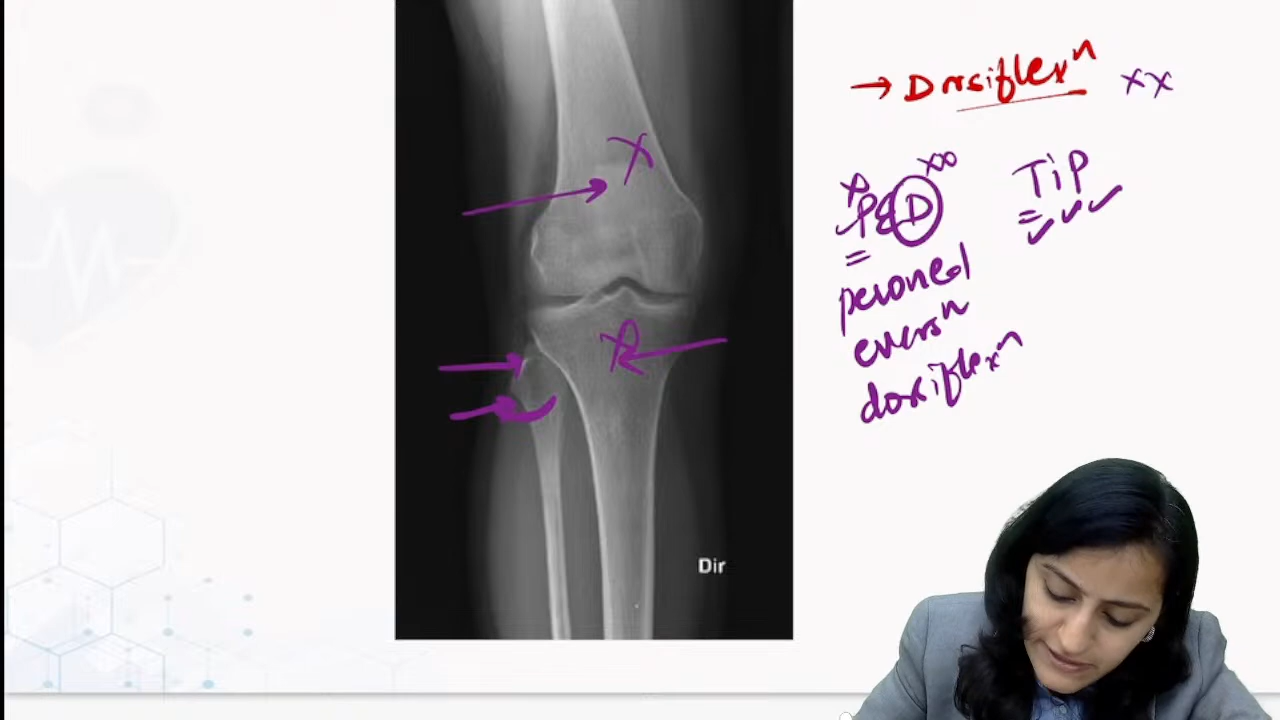 → Dorsiflexⁿ xx
PED
TiP
peroneal
eversⁿ
dorsiflexⁿ
Dir